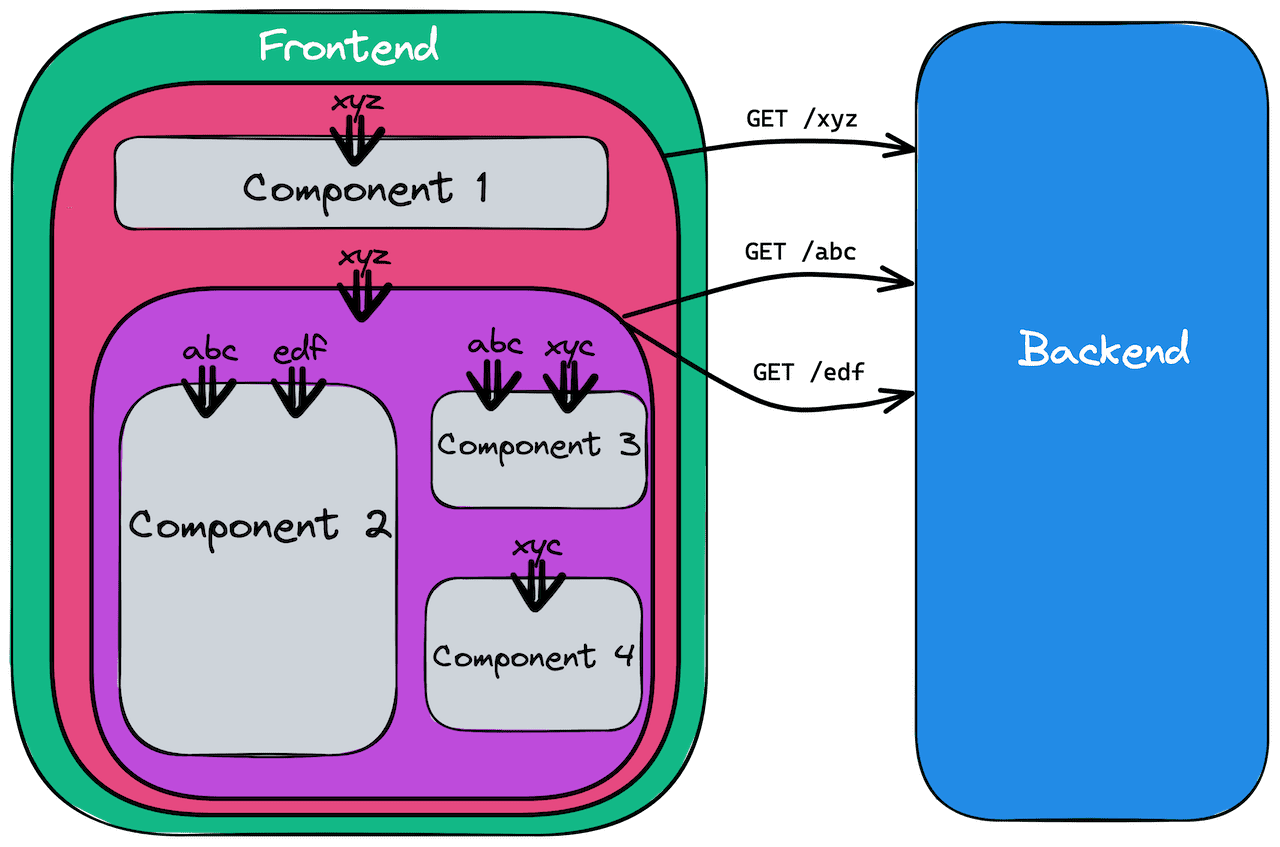 Frontend
xyz
Component 1
xyz
abc
edf
Component 2
abc
xyc
Component 3
xyc
Component 4
GET /xyz
GET /abc
GET /edf
Backend